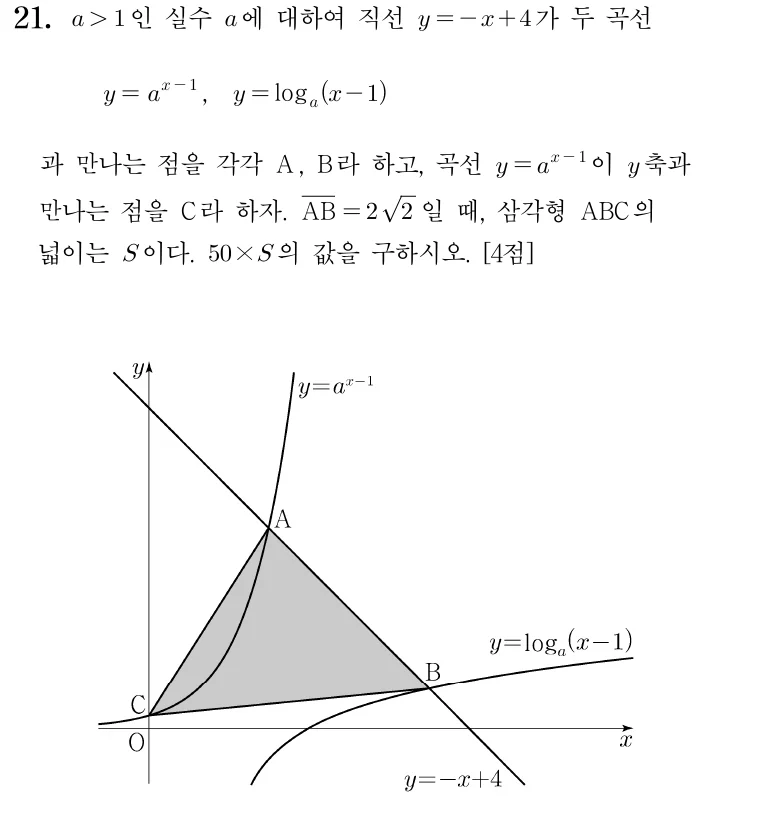 21. a>1인 실수 a에 대하여 직선 y=−x+4가 두 곡선
y=a^{x−1}, y=log_a(x−1)
과 만나는 점을 각각 A, B라 하고, 곡선 y=a^{x−1}이 y축과
만나는 점을 C라 하자. \overline{AB}=2√2일 때, 삼각형 ABC의
넓이는 S이다. 50×S의 값을 구하시오. [4점]
y
y=a^{x−1}
A
y=log_a(x−1)
B
C
O
x
y=−x+4